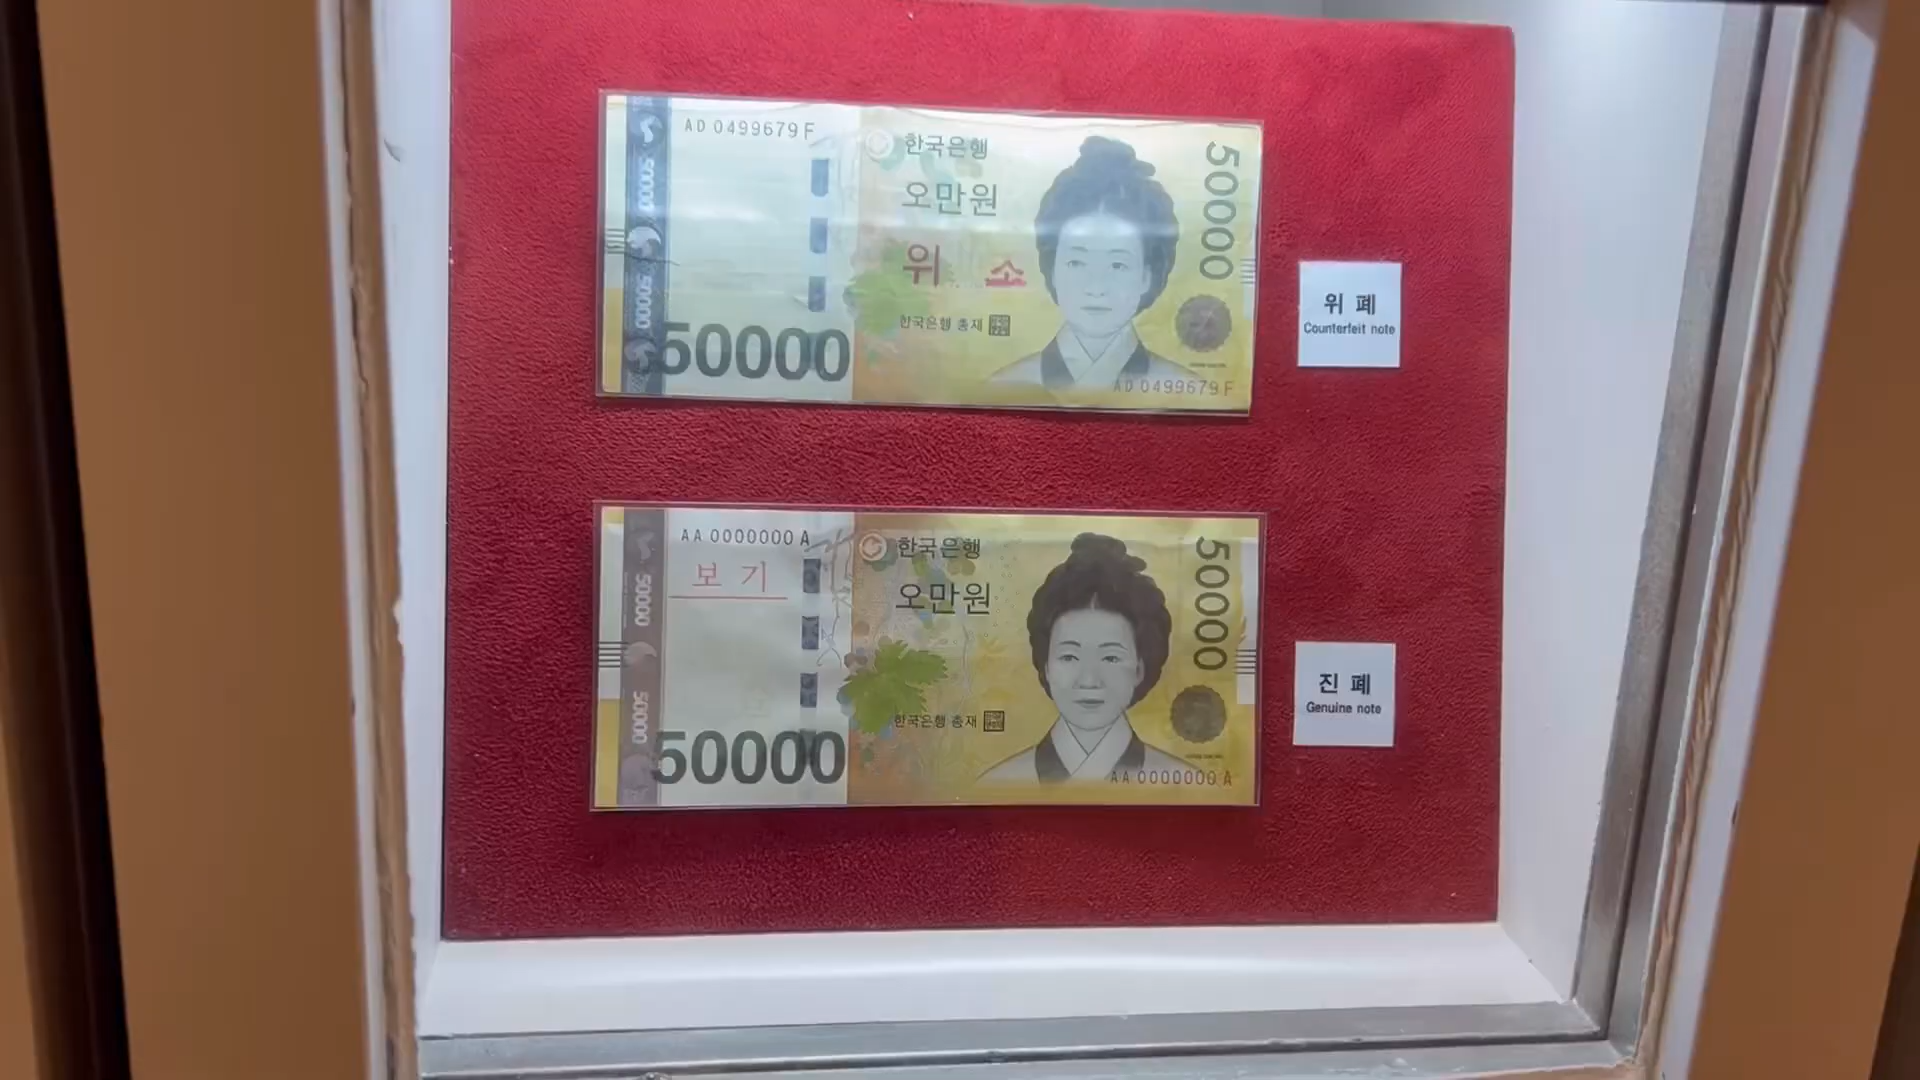 AD 0499679 F
한국은행
오만원
위 소
한국은행 총재
50000
50000
50000
50000
AD 0499679 F
위 폐
Counterfeit note
AA 0000000 A
보 기
한국은행
오만원
한국은행 총재
50000
50000
50000
50000
AA 0000000 A
진 폐
Genuine note